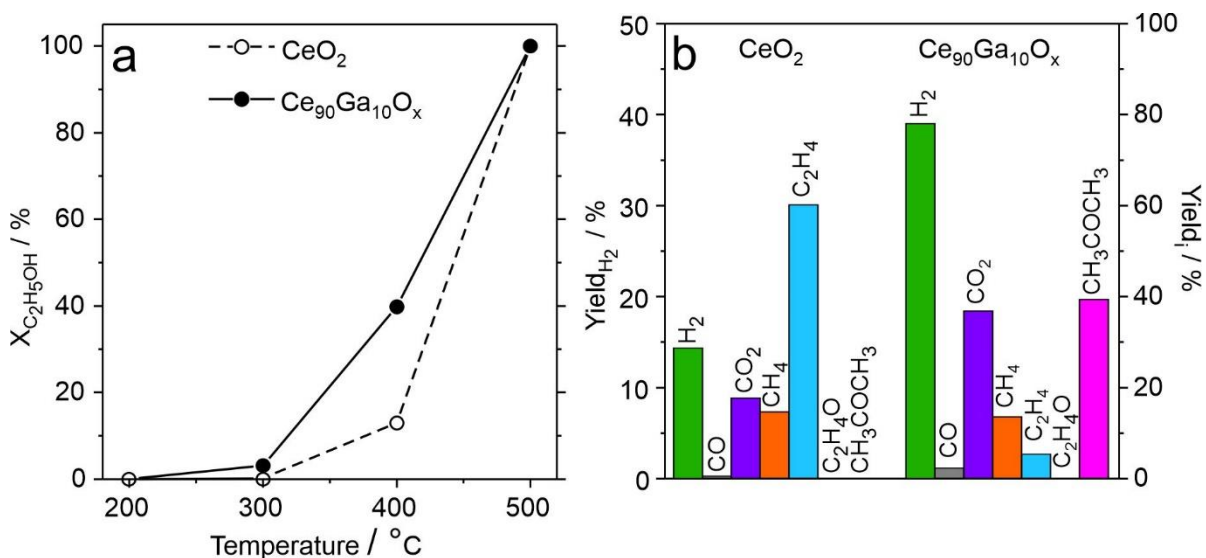 a
CeO₂
Ce₉₀Ga₁₀Oₓ
100
80
60
40
20
0
X_C₂H₅OH / %
200 300 400 500
Temperature / °C
b
CeO₂ Ce₉₀Ga₁₀Oₓ
50
40
30
20
10
0
Yield_H₂ / %
H₂
CO
CO₂
CH₄
C₂H₄
C₂H₄O
CH₃COCH₃
H₂
CO
CO₂
CH₄
C₂H₄
C₂H₄O
CH₃COCH₃
100
80
60
40
20
0
Yieldᵢ / %